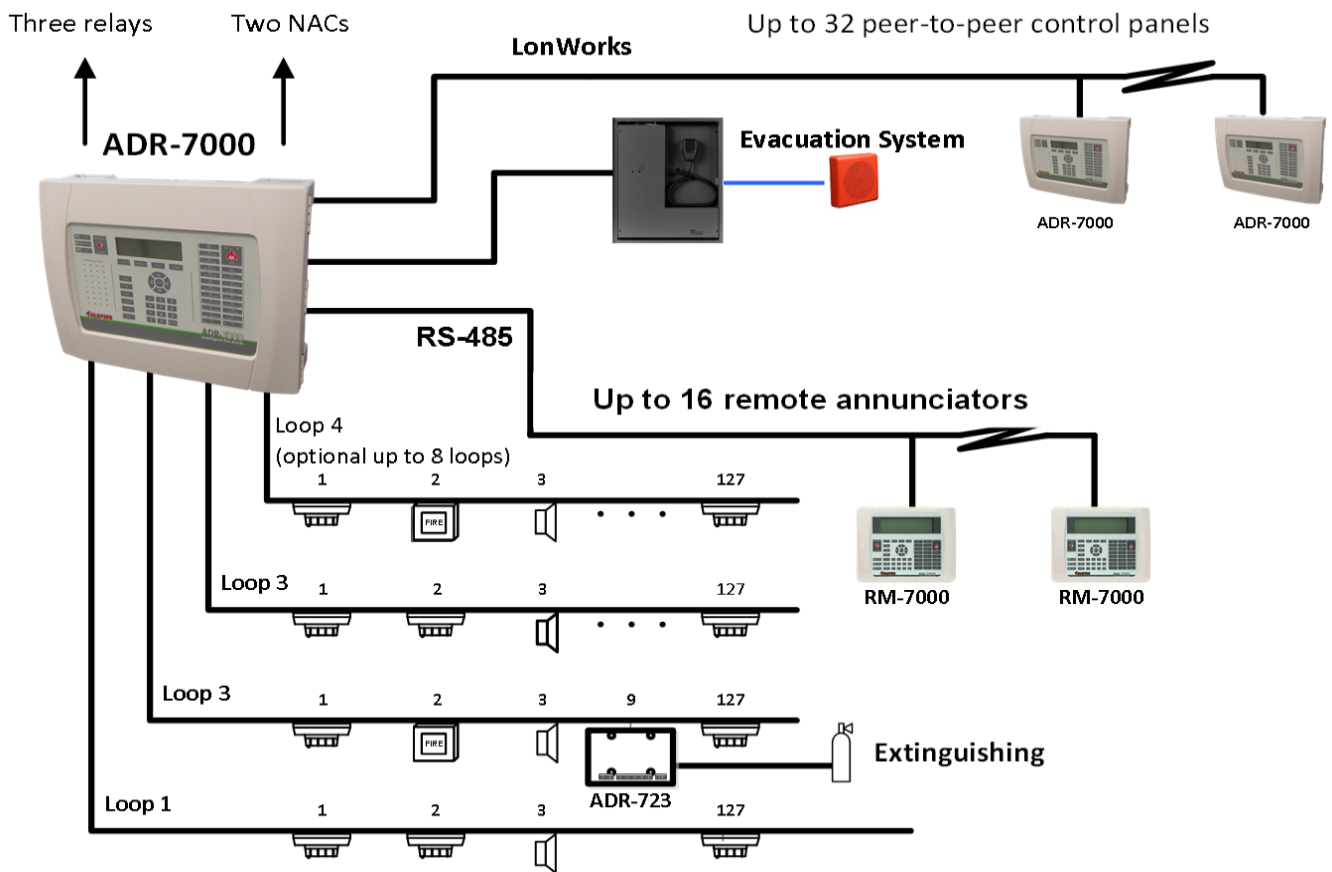 Three relays
Two NACs
Up to 32 peer-to-peer control panels
LonWorks
ADR-7000
Evacuation System
ADR-7000
ADR-7000
TELEFIRE
ADR-7000
RS-485
Up to 16 remote annunciators
Loop 4
(optional up to 8 loops)
1 2 3 127
FIRE
RM-7000
RM-7000
Loop 3
1 2 3 127
Loop 3
1 2 3 9 127
FIRE
Extinguishing
ADR-723
Loop 1
1 2 3 127